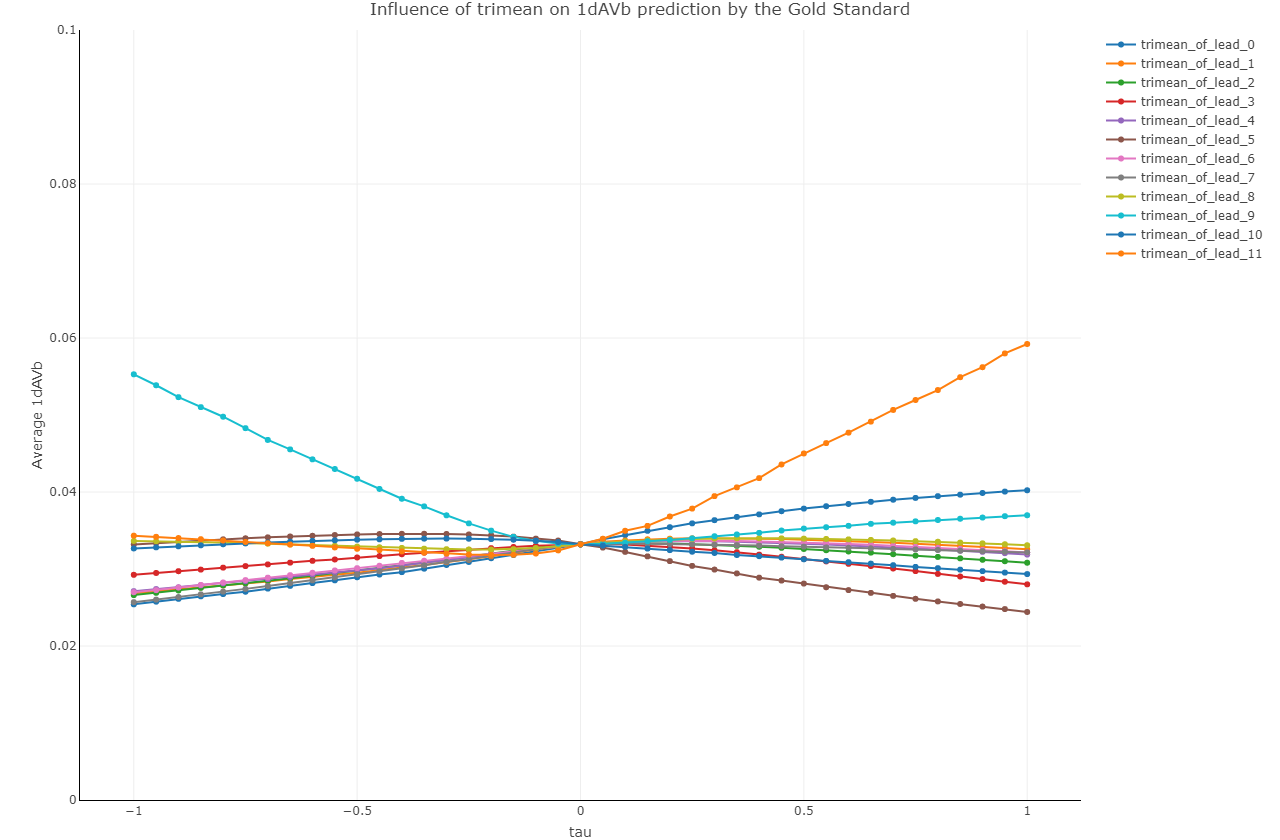 Influence of trimean on 1dAVb prediction by the Gold Standard
0.1
0.08
0.06
0.04
0.02
0
Average 1dAVb
−1
−0.5
0
0.5
1
tau
trimean_of_lead_0
trimean_of_lead_1
trimean_of_lead_2
trimean_of_lead_3
trimean_of_lead_4
trimean_of_lead_5
trimean_of_lead_6
trimean_of_lead_7
trimean_of_lead_8
trimean_of_lead_9
trimean_of_lead_10
trimean_of_lead_11